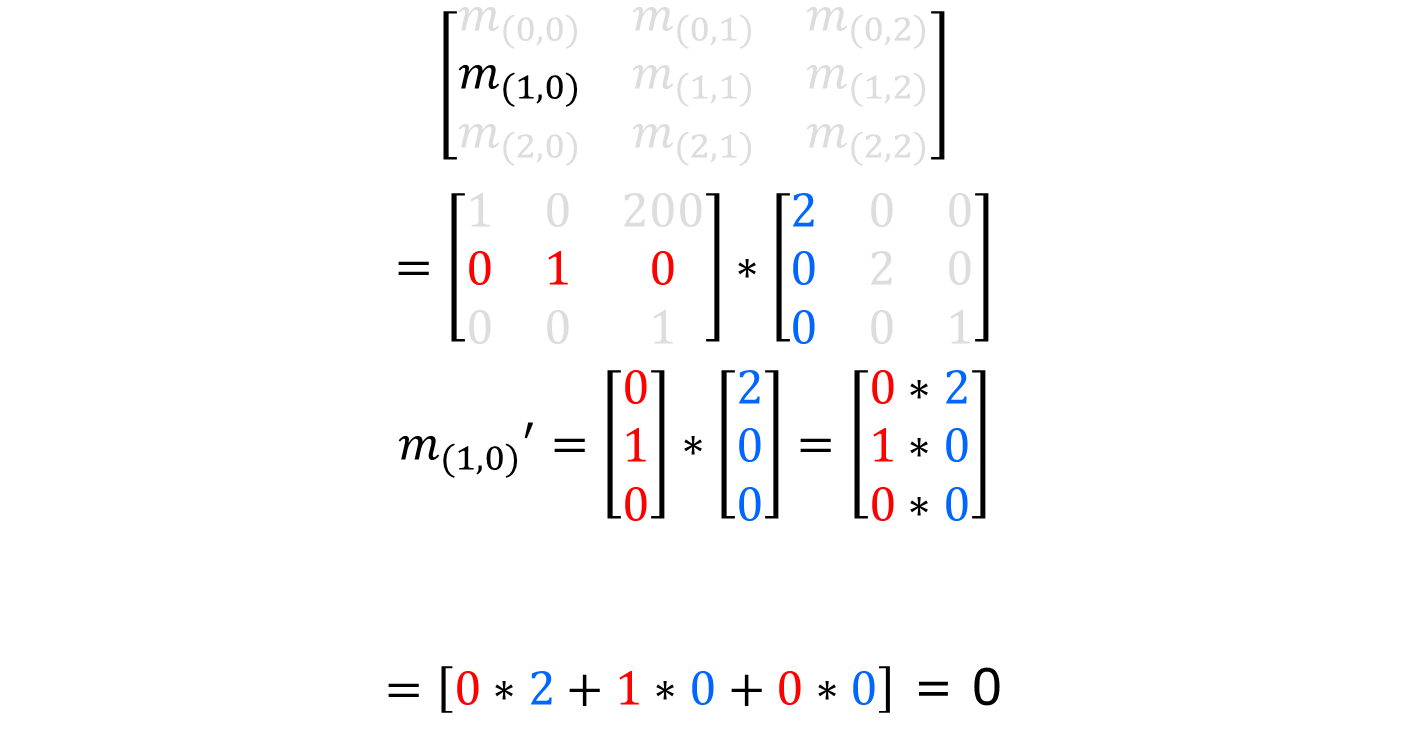 [m(0,0) m(0,1) m(0,2)
m(1,0) m(1,1) m(1,2)
m(2,0) m(2,1) m(2,2)]
= [1 0 200
0 1 0
0 0 1] * [2 0 0
0 2 0
0 0 1]
m(1,0)′ = [0
1
0] * [2
0
0] = [0 * 2
1 * 0
0 * 0]
= [0 * 2 + 1 * 0 + 0 * 0] = 0